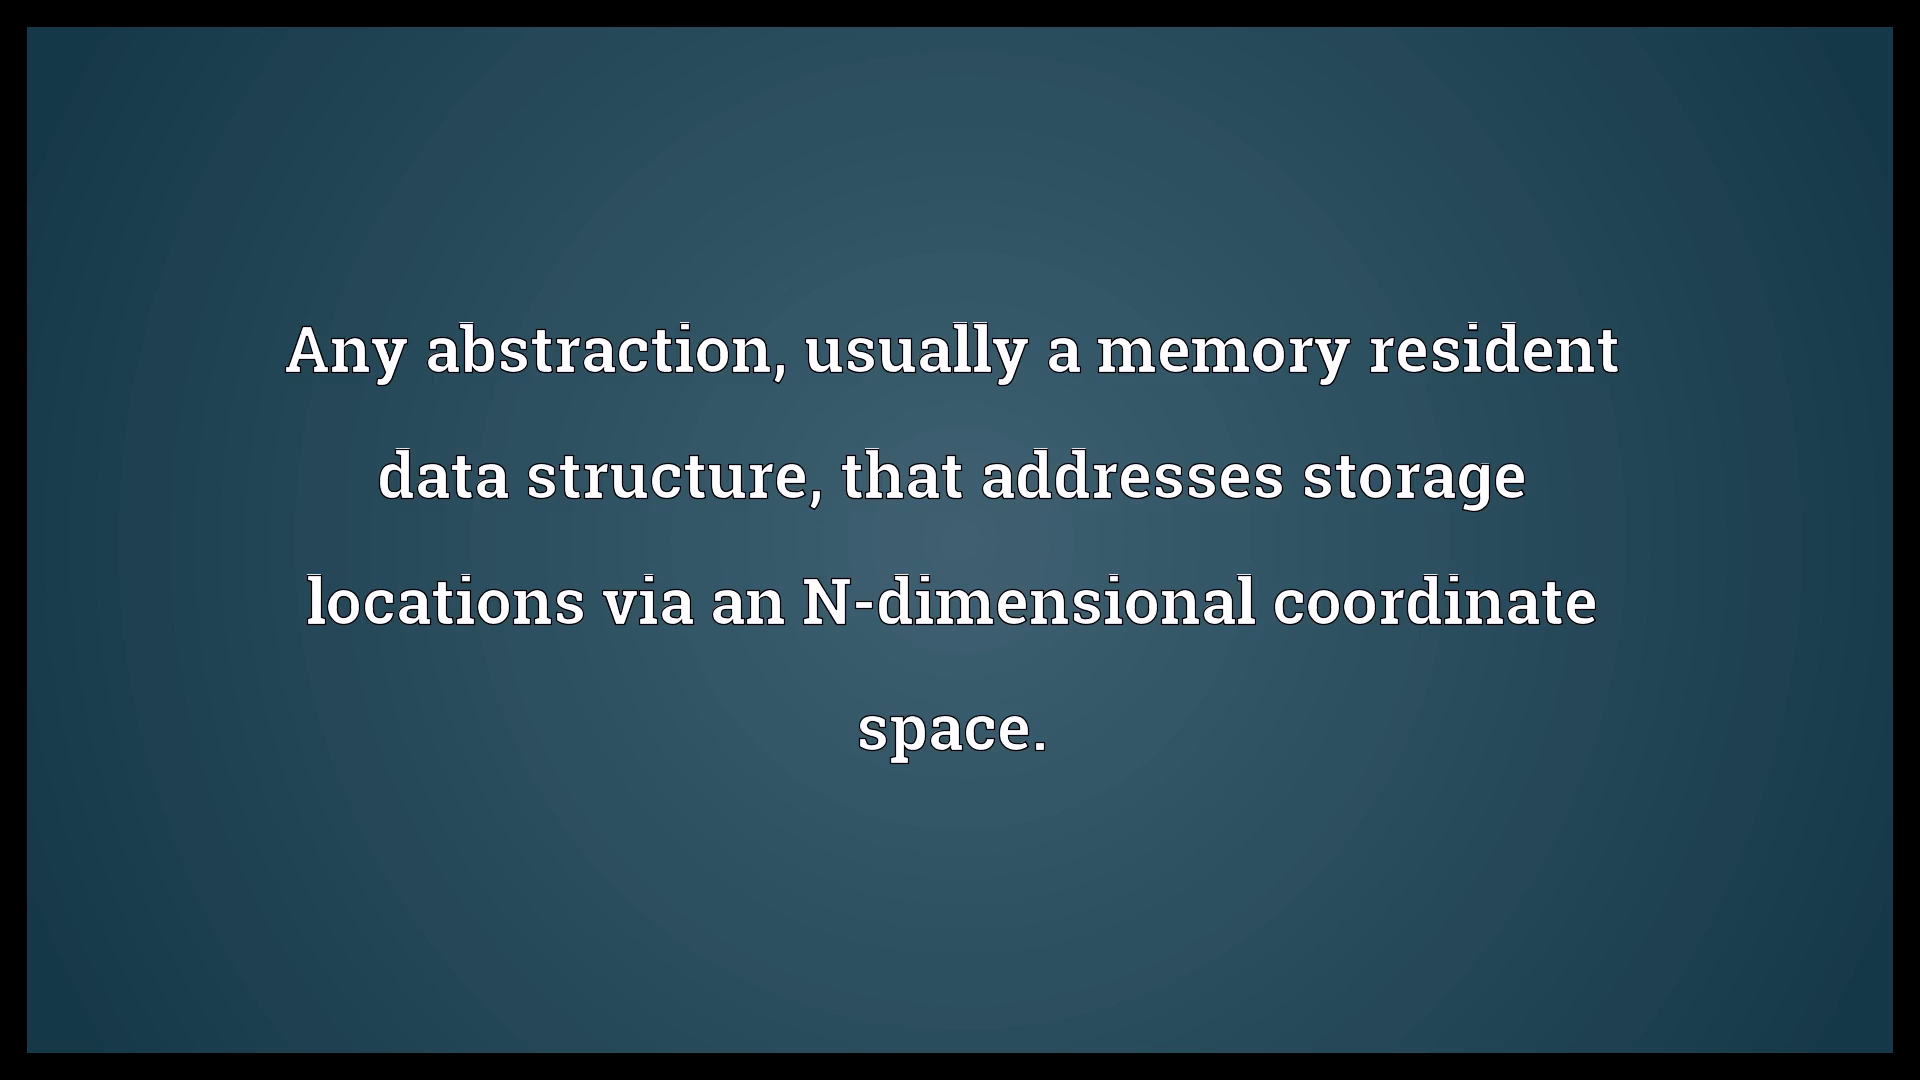 Any abstraction, usually a memory resident
data structure, that addresses storage
locations via an N-dimensional coordinate
space.